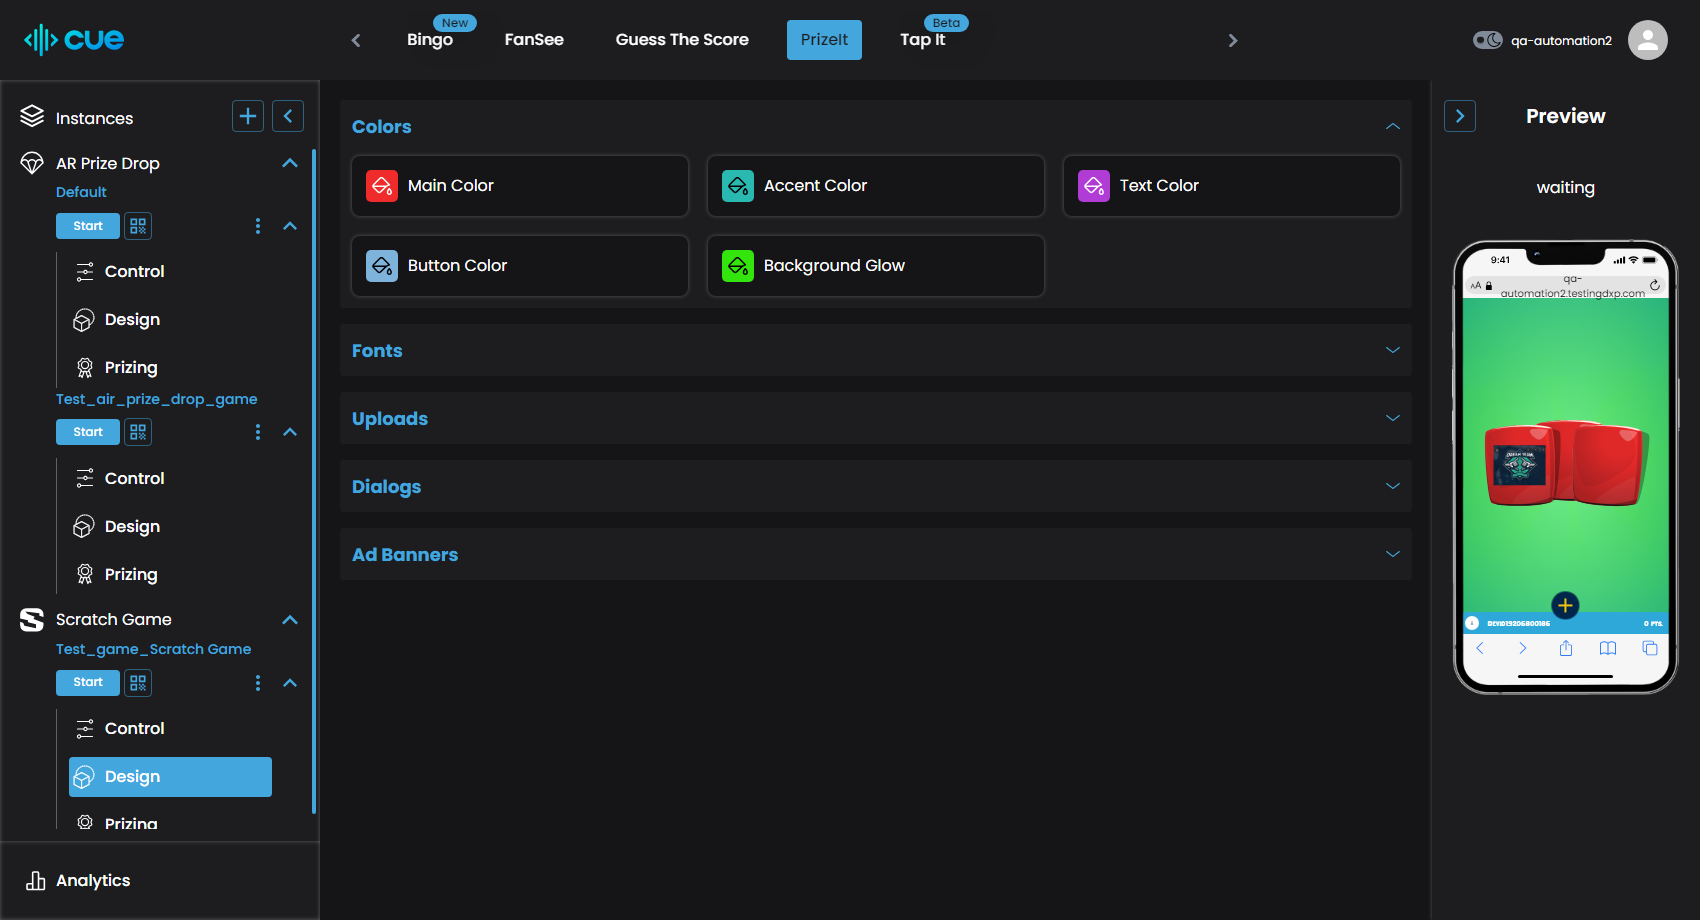 cue
Bingo
New
FanSee
Guess The Score
PrizeIt
Tap It
Beta
qa-automation2
Instances
AR Prize Drop
Default
Start
Control
Design
Prizing
Test_air_prize_drop_game
Start
Control
Design
Prizing
Scratch Game
Test_game_Scratch Game
Start
Control
Design
Prizing
Analytics
Colors
Main Color
Accent Color
Text Color
Button Color
Background Glow
Fonts
Uploads
Dialogs
Ad Banners
Preview
waiting
9:41
AA
qa-
automation2.testingdxp.com
0 PTS.